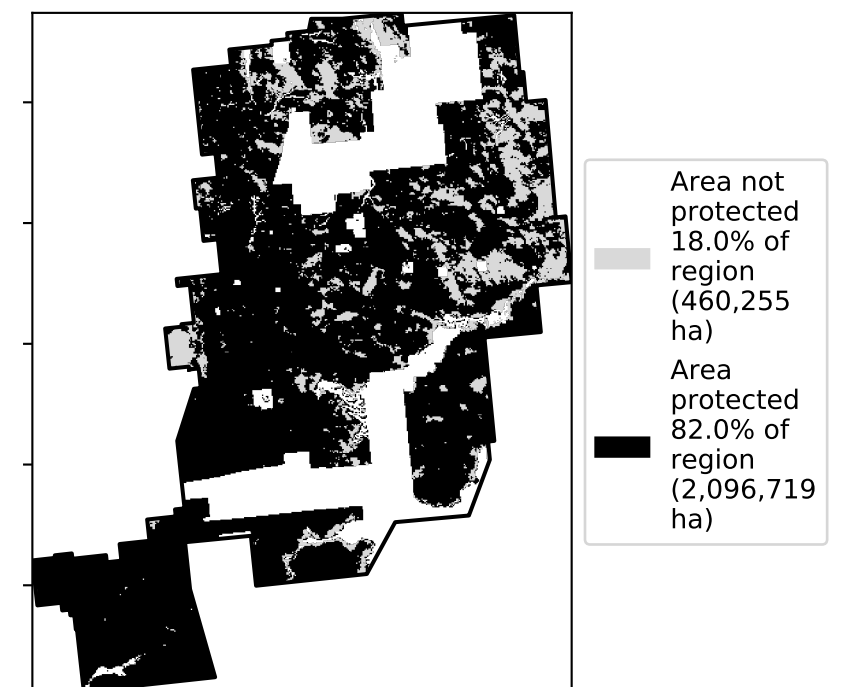 Area not
protected
18.0% of
region
(460,255
ha)
Area
protected
82.0% of
region
(2,096,719
ha)